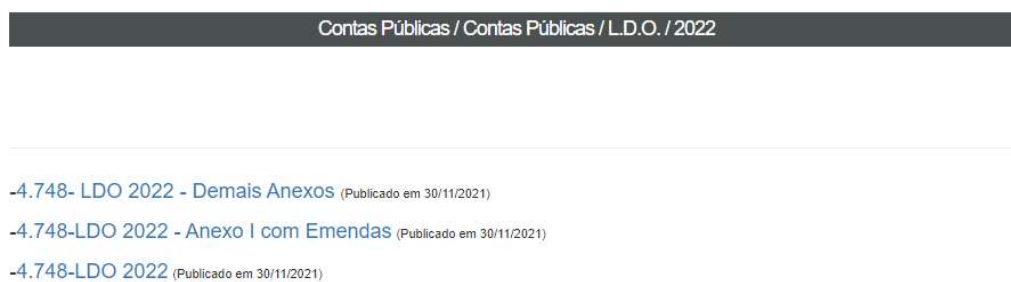 Contas Públicas / Contas Públicas / L.D.O. / 2022
-4.748- LDO 2022 - Demais Anexos (Publicado em 30/11/2021)
-4.748-LDO 2022 - Anexo I com Emendas (Publicado em 30/11/2021)
-4.748-LDO 2022 (Publicado em 30/11/2021)